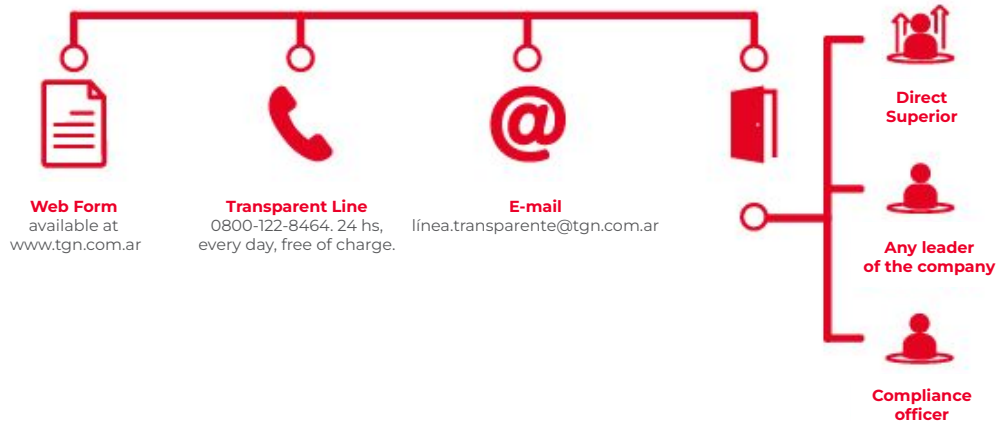 Web Form
available at
www.tgn.com.ar
Transparent Line
0800-122-8464. 24 hs,
every day, free of charge.
E-mail
línea.transparente@tgn.com.ar
Direct
Superior
Any leader
of the company
Compliance
officer